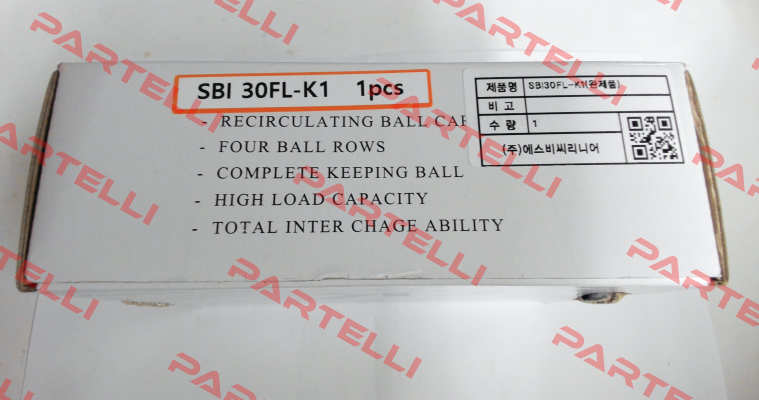 SBI 30FL-K1 1pcs
- RECIRCULATING BALL
- FOUR BALL ROWS
- COMPLETE KEEPING BALL
- HIGH LOAD CAPACITY
- TOTAL INTER CHAGE ABILITY
제품명 SBI30FL-K1(완제품)
비 고
수 량 1
(주)에스비씨리니어
PARTELLI
PARTELLI
PARTELLI
PARTELLI
PARTELLI
PARTELLI
PARTELLI
PARTELLI
PARTELLI
PARTELLI